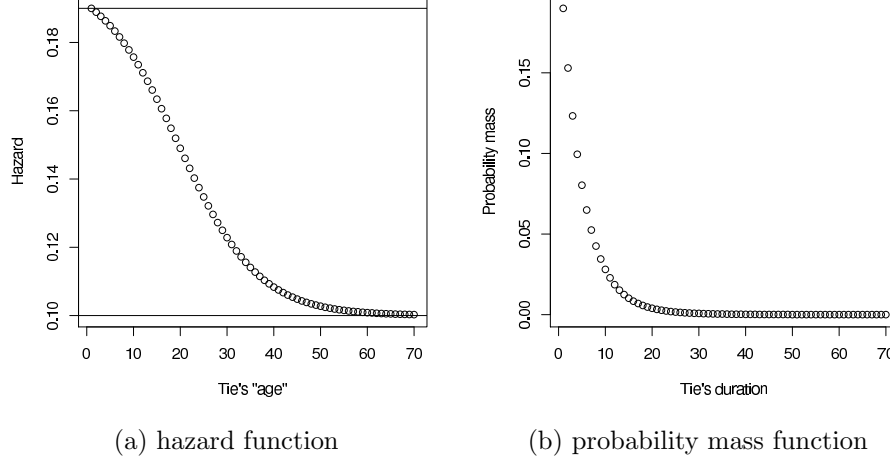 Hazard
0.18
0.16
0.14
0.12
0.10
0 10 20 30 40 50 60 70
Tie's "age"
(a) hazard function
Probability mass
0.15
0.10
0.05
0.00
0 10 20 30 40 50 60 70
Tie's duration
(b) probability mass function